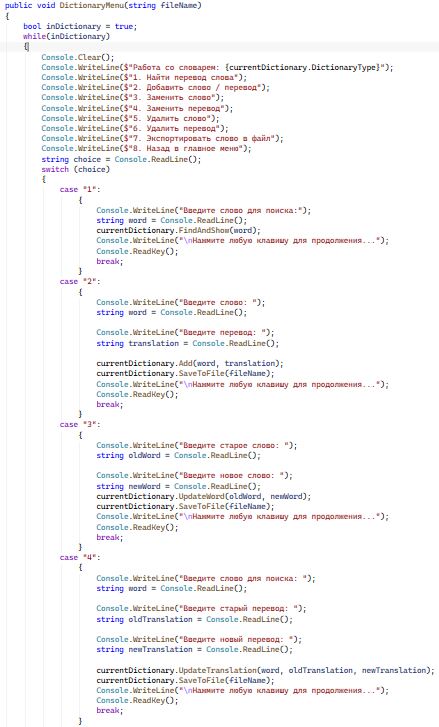 public void DictionaryMenu(string fileName)
{
bool inDictionary = true;
while(inDictionary)
{
Console.Clear();
Console.WriteLine($"Работа со словарем: {currentDictionary.DictionaryType}");
Console.WriteLine($"1. Найти перевод слова");
Console.WriteLine($"2. Добавить слово / перевод");
Console.WriteLine($"3. Заменить слово");
Console.WriteLine($"4. Заменить перевод");
Console.WriteLine($"5. Удалить слово");
Console.WriteLine($"6. Удалить перевод");
Console.WriteLine($"7. Экспортировать слово в файл");
Console.WriteLine($"8. Назад в главное меню");
string choice = Console.ReadLine();
switch (choice)
{
case "1":
{
Console.WriteLine("Введите слово для поиска:");
string word = Console.ReadLine();
currentDictionary.FindAndShow(word);
Console.WriteLine("\nНажмите любую клавишу для продолжения...");
Console.ReadKey();
break;
}
case "2":
{
Console.WriteLine("Введите слово: ");
string word = Console.ReadLine();
Console.WriteLine("Введите перевод: ");
string translation = Console.ReadLine();
currentDictionary.Add(word, translation);
currentDictionary.SaveToFile(fileName);
Console.WriteLine("\nНажмите любую клавишу для продолжения...");
Console.ReadKey();
break;
}
case "3":
{
Console.WriteLine("Введите старое слово: ");
string oldWord = Console.ReadLine();
Console.WriteLine("Введите новое слово: ");
string newWord = Console.ReadLine();
currentDictionary.UpdateWord(oldWord, newWord);
currentDictionary.SaveToFile(fileName);
Console.WriteLine("\nНажмите любую клавишу для продолжения...");
Console.ReadKey();
break;
}
case "4":
{
Console.WriteLine("Введите слово для поиска: ");
string word = Console.ReadLine();
Console.WriteLine("Введите старый перевод: ");
string oldTranslation = Console.ReadLine();
Console.WriteLine("Введите новый перевод: ");
string newTranslation = Console.ReadLine();
currentDictionary.UpdateTranslation(word, oldTranslation, newTranslation);
currentDictionary.SaveToFile(fileName);
Console.WriteLine("\nНажмите любую клавишу для продолжения...");
Console.ReadKey();
break;
}